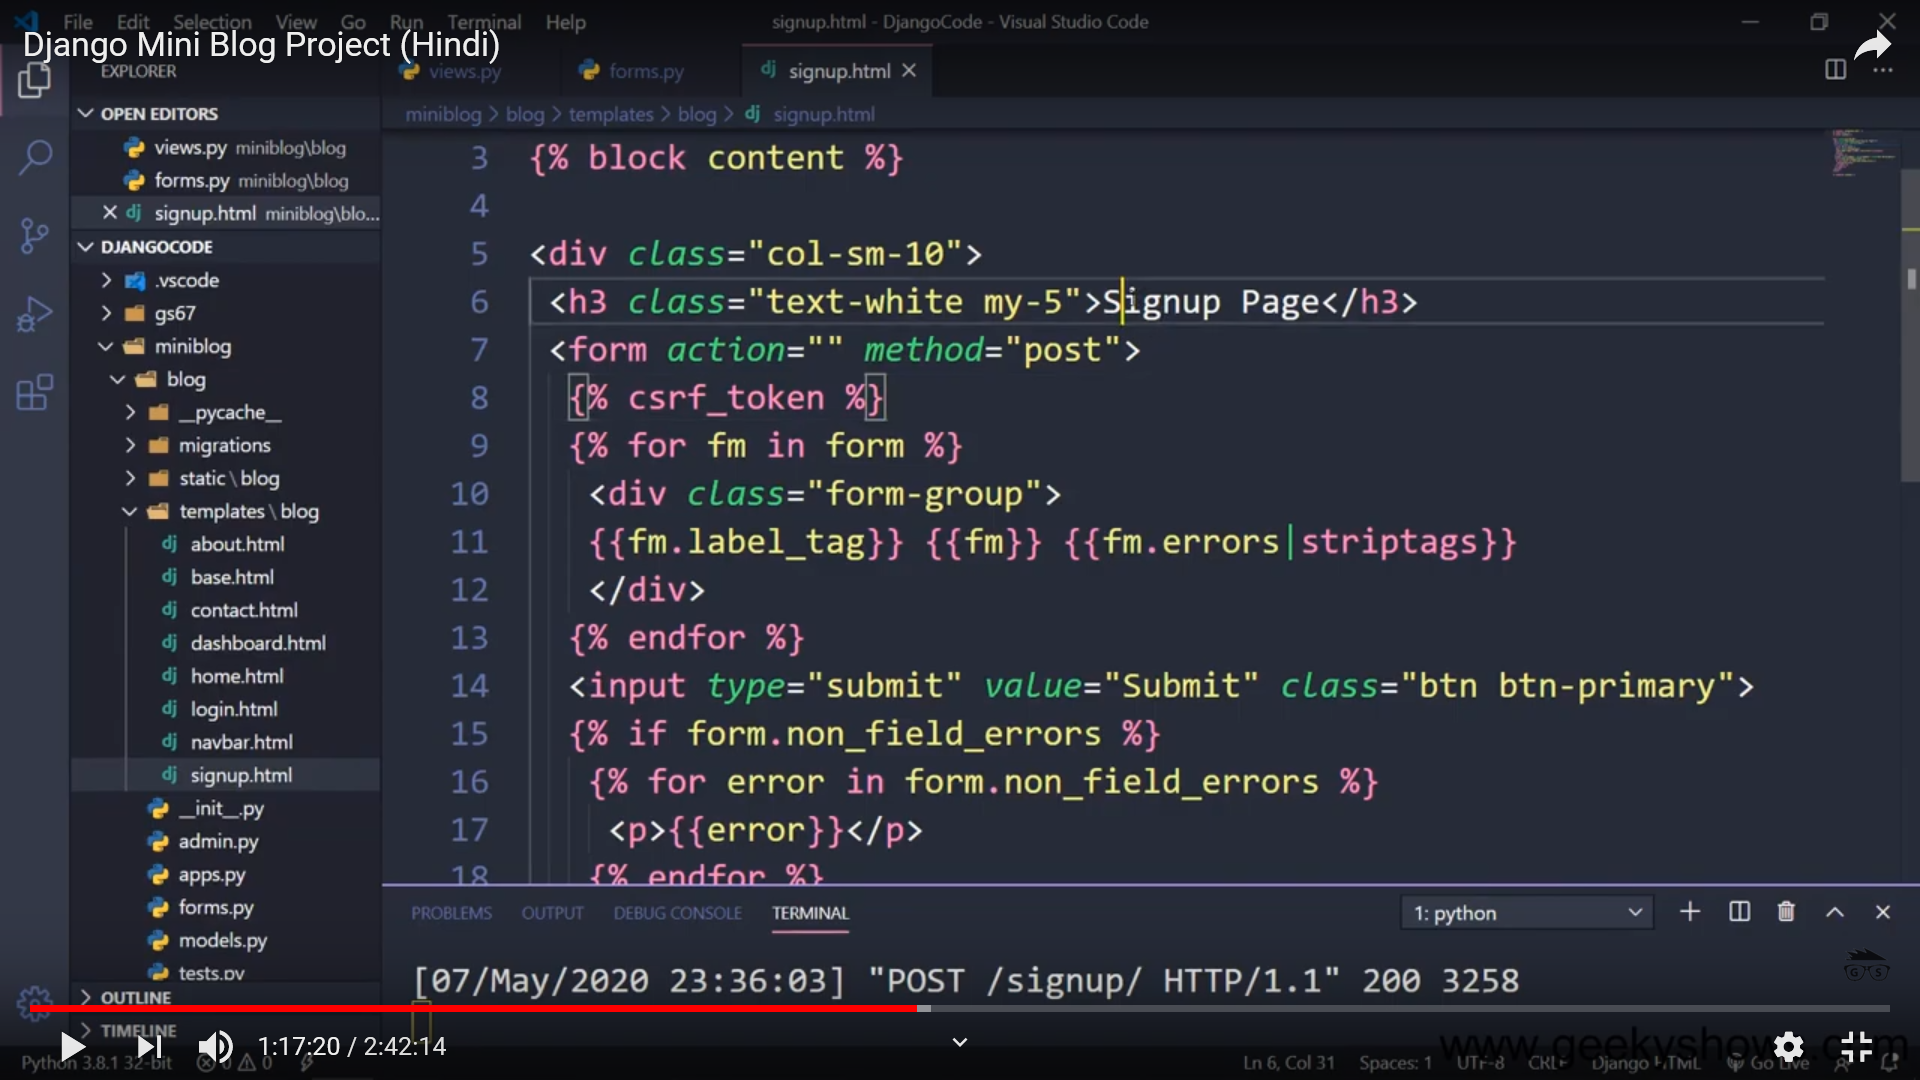 File Edit Selection View Go Run Terminal Help
signup.html - DjangoCode - Visual Studio Code
Django Mini Blog Project (Hindi)
EXPLORER
views.py
forms.py
signup.html
OPEN EDITORS
miniblog > blog > templates > blog > signup.html
views.py miniblog\blog
forms.py miniblog\blog
signup.html miniblog\blo...
DJANGOCODE
.vscode
gs67
miniblog
blog
__pycache__
migrations
static\blog
templates\blog
about.html
base.html
contact.html
dashboard.html
home.html
login.html
navbar.html
signup.html
__init__.py
admin.py
apps.py
forms.py
models.py
tests.py
OUTLINE
TIMELINE
3 {% block content %}
4
5 <div class="col-sm-10">
6 <h3 class="text-white my-5">Signup Page</h3>
7 <form action="" method="post">
8 {% csrf_token %}
9 {% for fm in form %}
10 <div class="form-group">
11 {{fm.label_tag}} {{fm}} {{fm.errors|striptags}}
12 </div>
13 {% endfor %}
14 <input type="submit" value="Submit" class="btn btn-primary">
15 {% if form.non_field_errors %}
16 {% for error in form.non_field_errors %}
17 <p>{{error}}</p>
18 {% endfor %}
PROBLEMS OUTPUT DEBUG CONSOLE TERMINAL
1: python
[07/May/2020 23:36:03] "POST /signup/ HTTP/1.1" 200 3258
GS
1:17:20 / 2:42:14
Python 3.8.1 32-bit 0 0
Ln 6, Col 31 Spaces: 1 UTF-8 CRLF Django HTML Go Live